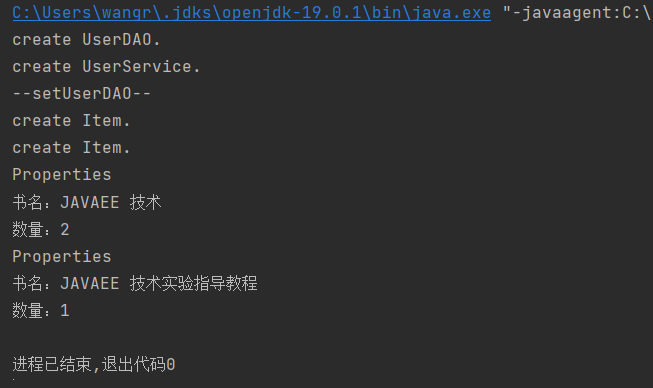 C:\Users\wangr\.jdks\openjdk-19.0.1\bin\java.exe "-javaagent:C:\
create UserDAO.
create UserService.
--setUserDAO--
create Item.
create Item.
Properties
书名：JAVAEE 技术
数量：2
Properties
书名：JAVAEE 技术实验指导教程
数量：1
进程已结束,退出代码0